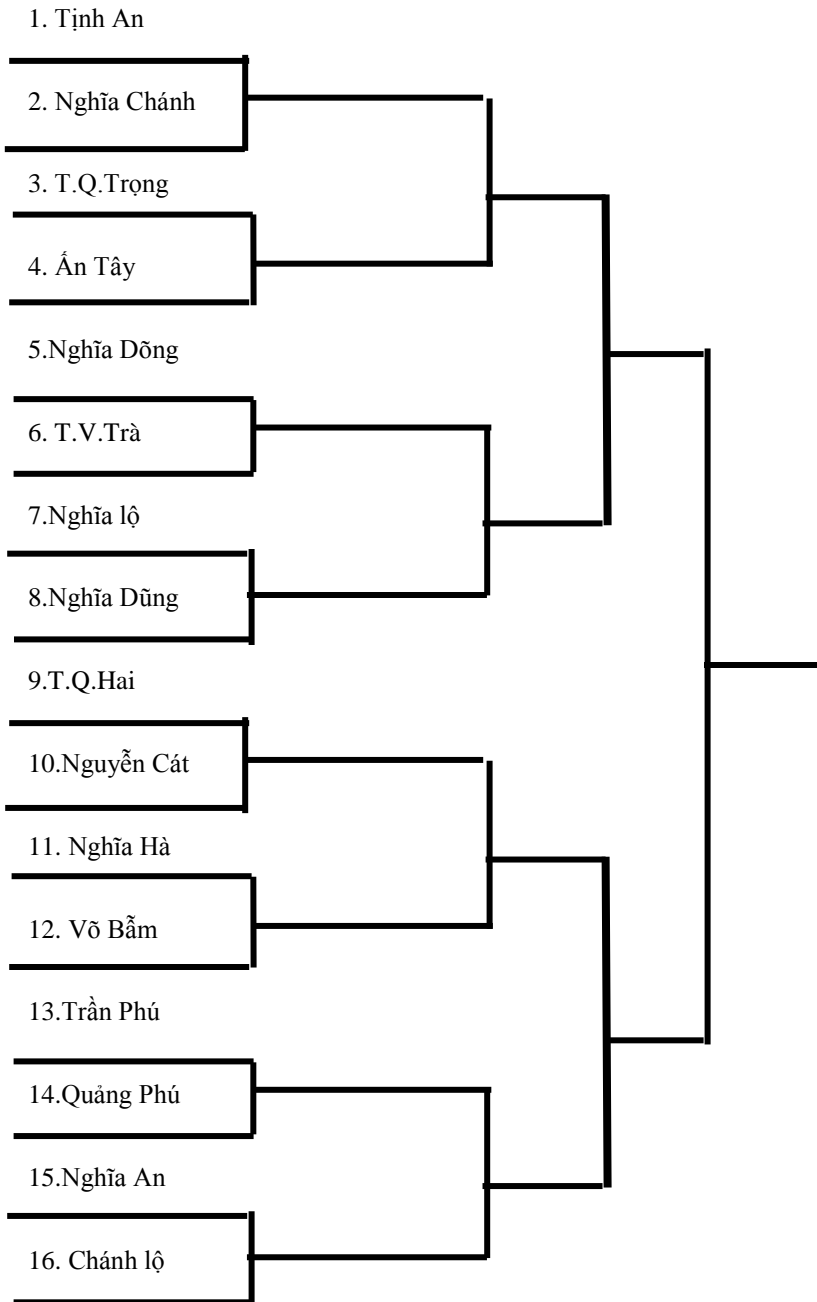 1. Tịnh An
2. Nghĩa Chánh
3. T.Q.Trọng
4. Ấn Tây
5.Nghĩa Dõng
6. T.V.Trà
7.Nghĩa lộ
8.Nghĩa Dũng
9.T.Q.Hai
10.Nguyễn Cát
11. Nghĩa Hà
12. Võ Bẫm
13.Trần Phú
14.Quảng Phú
15.Nghĩa An
16. Chánh lộ